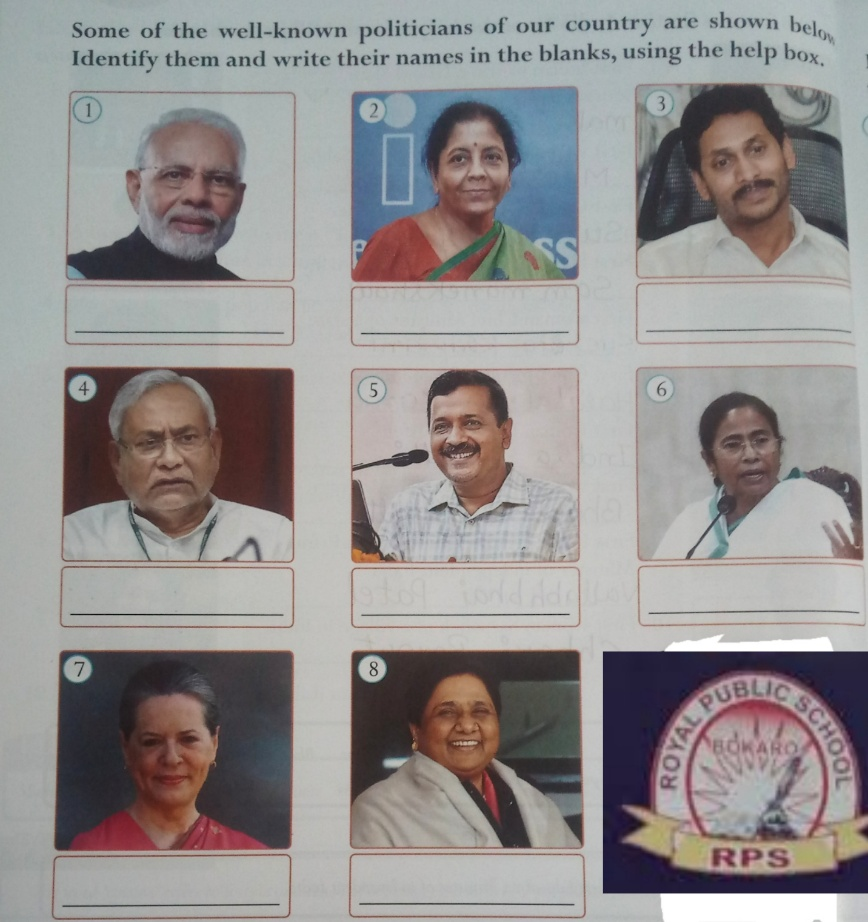 Some of the well-known politicians of our country are shown below
Identify them and write their names in the blanks, using the help box.
1
2
3
ss
4
5
6
7
8
ROYAL PUBLIC SCHOOL
BOKARO
RPS